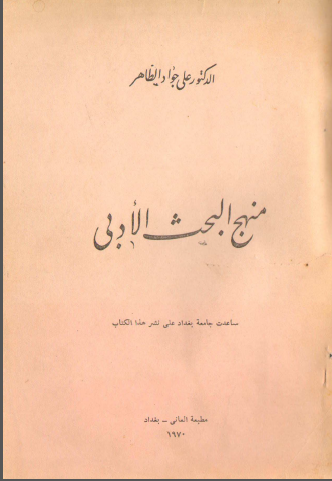 الدكتور علي جواد الطاهر
منهج البحث الأدبي
ساعدت جامعة بغداد على نشر هذا الكتاب
مطبعة العاني - بغداد
١٩٧٠